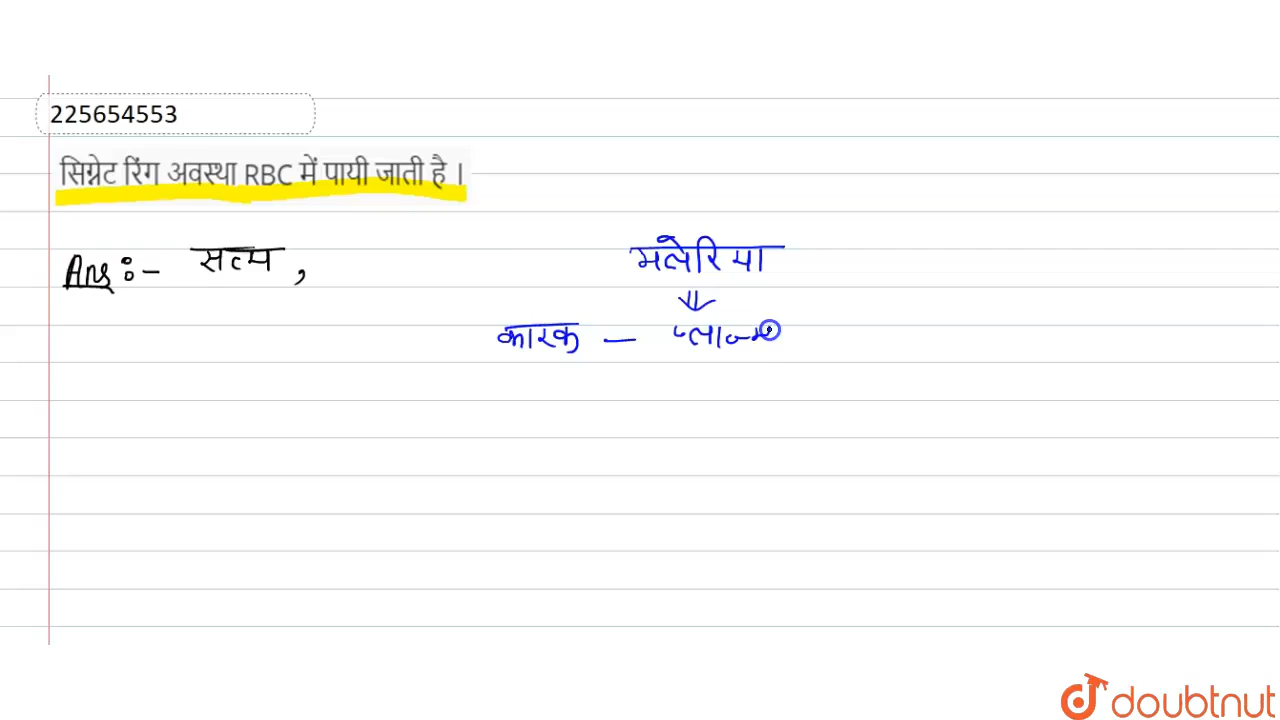 225654553
सिग्नेट रिंग अवस्था RBC में पायी जाती है ।
Ans:- सत्य ,
मलेरिया
कारक - प्लाज्म
doubtnut